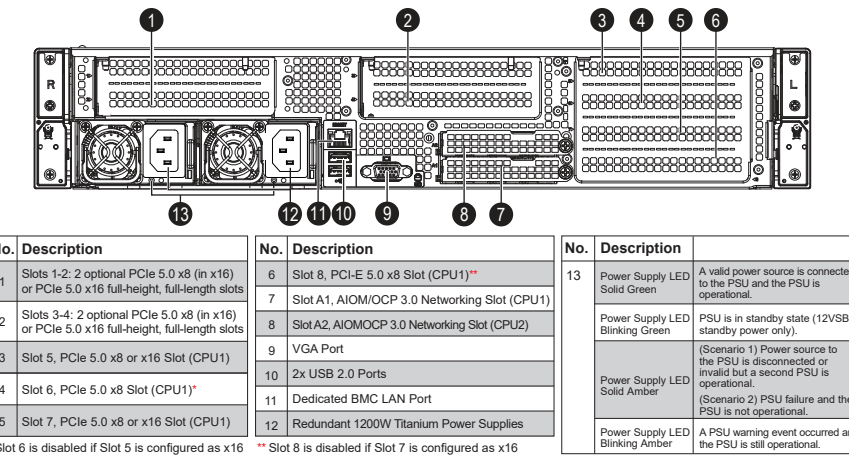 1 2 3 4 5 6
R L
13 12 11 10 9 8 7
No. Description
1 Slots 1-2: 2 optional PCIe 5.0 x8 (in x16)
or PCIe 5.0 x16 full-height, full-length slots
2 Slots 3-4: 2 optional PCIe 5.0 x8 (in x16)
or PCIe 5.0 x16 full-height, full-length slots
3 Slot 5, PCIe 5.0 x8 or x16 Slot (CPU1)
4 Slot 6, PCIe 5.0 x8 Slot (CPU1)*
5 Slot 7, PCIe 5.0 x8 or x16 Slot (CPU1)
Slot 6 is disabled if Slot 5 is configured as x16
No. Description
6 Slot 8, PCI-E 5.0 x8 Slot (CPU1)**
7 Slot A1, AIOM/OCP 3.0 Networking Slot (CPU1)
8 Slot A2, AIOMOCP 3.0 Networking Slot (CPU2)
9 VGA Port
10 2x USB 2.0 Ports
11 Dedicated BMC LAN Port
12 Redundant 1200W Titanium Power Supplies
** Slot 8 is disabled if Slot 7 is configured as x16
No. Description
13 Power Supply LED
Solid Green
A valid power source is connected
to the PSU and the PSU is
operational.
Power Supply LED
Blinking Green
PSU is in standby state (12VSB
standby power only).
Power Supply LED
Solid Amber
(Scenario 1) Power source to
the PSU is disconnected or
invalid but a second PSU is
operational.
(Scenario 2) PSU failure and the
PSU is not operational.
Power Supply LED
Blinking Amber
A PSU warning event occurred an
the PSU is still operational.